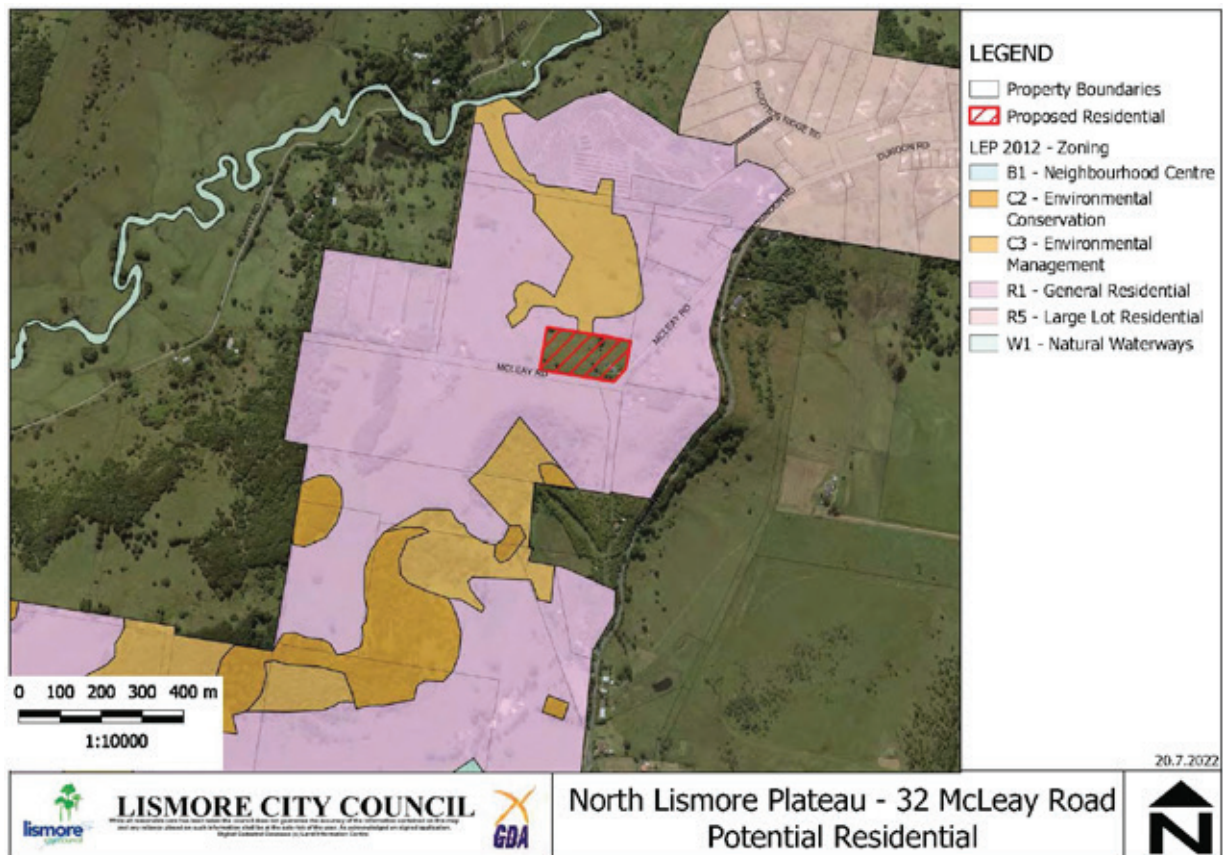 LEGEND
Property Boundaries
Proposed Residential
LEP 2012 - Zoning
B1 - Neighbourhood Centre
C2 - Environmental
Conservation
C3 - Environmental
Management
R1 - General Residential
R5 - Large Lot Residential
W1 - Natural Waterways
DUNOON RD
MCLEAY RD
MCLEAY RD
0 100 200 300 400 m
1:10000
20.7.2022
lismore
LISMORE CITY COUNCIL
GDA
North Lismore Plateau - 32 McLeay Road
Potential Residential
N